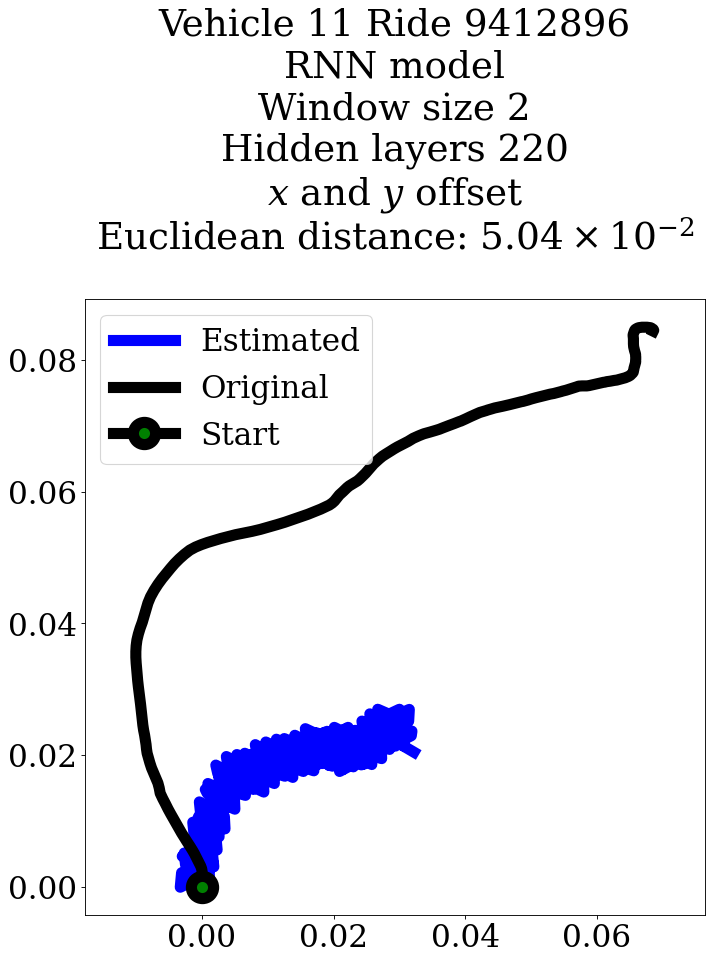 Vehicle 11 Ride 9412896
RNN model
Window size 2
Hidden layers 220
x and y offset
Euclidean distance: 5.04 × 10⁻²
Estimated
Original
Start
0.08
0.06
0.04
0.02
0.00
0.00 0.02 0.04 0.06